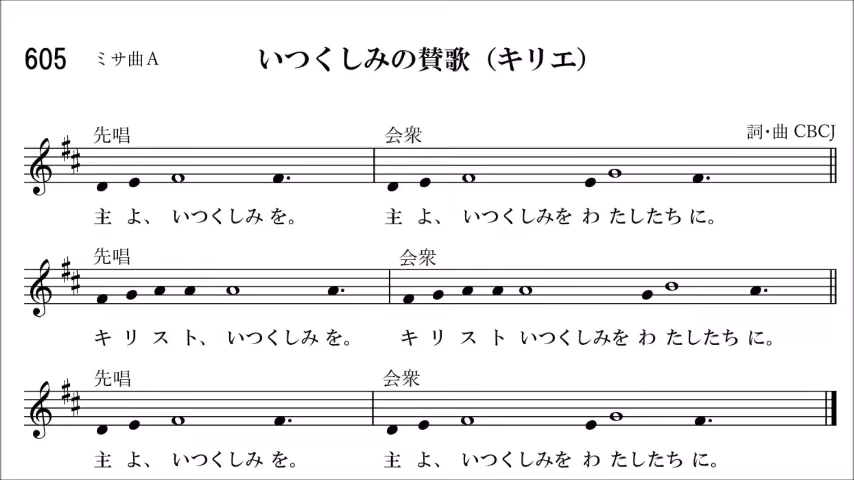 605 ミサ曲A いつくしみの賛歌（キリエ）
詞・曲 CBCJ
先唱 会衆
主 よ、 いつくしみ を。 主 よ、 いつくしみを わ たしたち に。
先唱 会衆
キ リ ス ト、 いつくしみ を。 キ リ ス ト いつくしみを わ たしたち に。
先唱 会衆
主 よ、 いつくしみ を。 主 よ、 いつくしみを わ たしたち に。